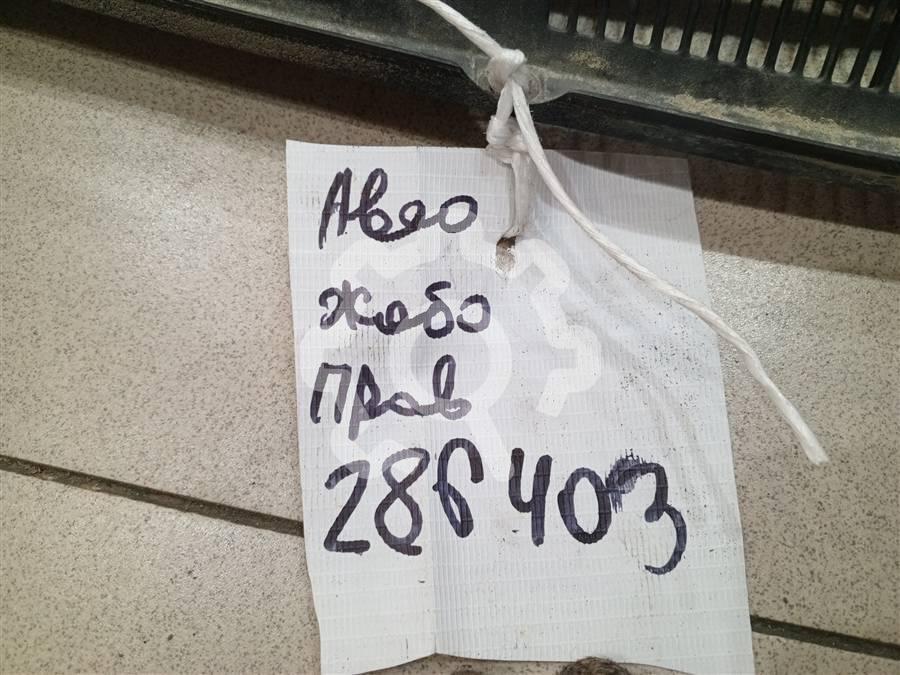 Авео
жабо
Прав
286403